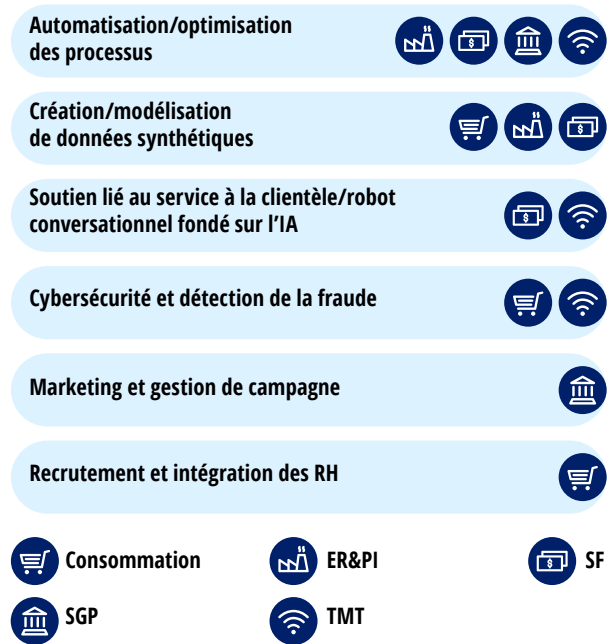 Automatisation/optimisation
des processus
Création/modélisation
de données synthétiques
Soutien lié au service à la clientèle/robot
conversationnel fondé sur l’IA
Cybersécurité et détection de la fraude
Marketing et gestion de campagne
Recrutement et intégration des RH
Consommation
ER&PI
SF
SGP
TMT